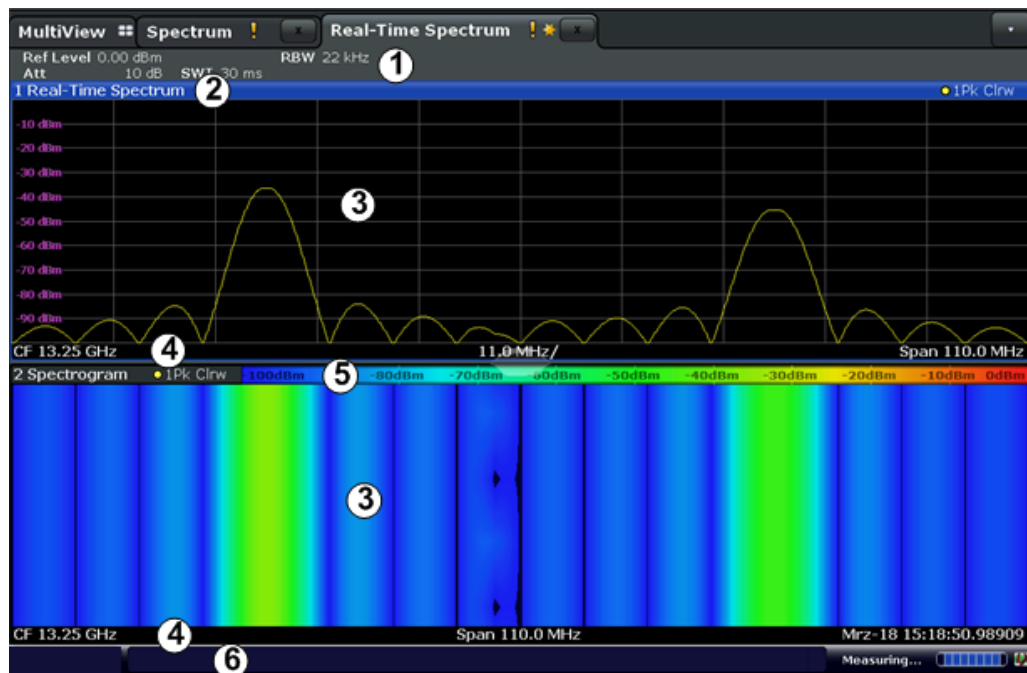 MultiView Spectrum ! x Real-Time Spectrum ! x
Ref Level 0.00 dBm RBW 22 kHz 1
Att 10 dB SWT 30 ms
1 Real-Time Spectrum 2 1Pk Clrw
-10 dBm
-20 dBm
-30 dBm
-40 dBm
3
-50 dBm
-60 dBm
-70 dBm
-80 dBm
-90 dBm
CF 13.25 GHz 4 11.0 MHz/ Span 110.0 MHz
2 Spectrogram 1Pk Clrw -100dBm 5 -80dBm -70dBm -60dBm -50dBm -40dBm -30dBm -20dBm -10dBm 0dBm
3
CF 13.25 GHz 4 Span 110.0 MHz Mrz-18 15:18:50.98909
6 Measuring...